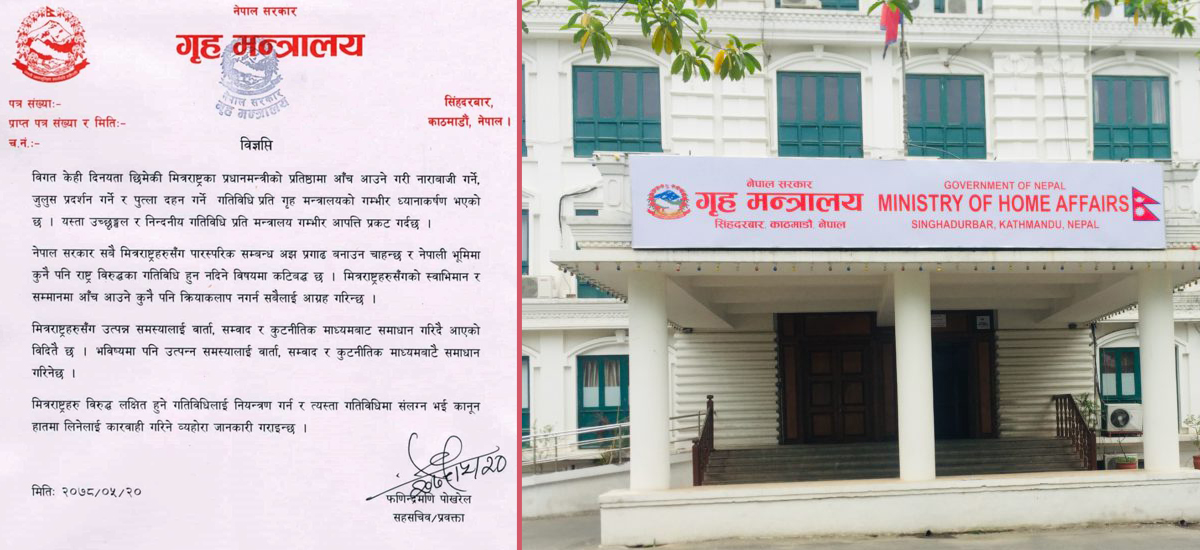 नेपाल सरकार
गृह मन्त्रालय
नेपाल सरकार
गृह मन्त्रालय
पत्र संख्याः-
प्राप्त पत्र संख्या र मितिः-
च.नं.:-
सिंहदरबार,
काठमाडौं, नेपाल ।
विज्ञप्ति
विगत केही दिनयता छिमेकी मित्रराष्ट्रका प्रधानमन्त्रीको प्रतिष्ठामा आँच आउने गरी नाराबाजी गर्ने,
जुलुस प्रदर्शन गर्ने र पुत्ला दहन गर्ने गतिविधि प्रति गृह मन्त्रालयको गम्भीर ध्यानाकर्षण भएको
छ । यस्ता उच्छृङ्खल र निन्दनीय गतिविधि प्रति मन्त्रालय गम्भीर आपत्ति प्रकट गर्दछ ।
नेपाल सरकार सबै मित्रराष्ट्रहरुसँग पारस्परिक सम्बन्ध अझ प्रगाढ बनाउन चाहन्छ र नेपाली भूमिमा
कुनै पनि राष्ट्र विरुद्धका गतिविधि हुन नदिने विषयमा कटिवद्ध छ । मित्रराष्ट्रहरुसँगको स्वाभिमान र
सम्मानमा आँच आउने कुनै पनि क्रियाकलाप नगर्न सबैलाई आग्रह गरिन्छ ।
मित्रराष्ट्रहरुसँग उत्पन्न समस्यालाई वार्ता, सम्वाद र कुटनीतिक माध्यमवाट समाधान गरिदै आएको
विदितै छ । भविष्यमा पनि उत्पन्न समस्यालाई वार्ता, सम्वाद र कुटनीतिक माध्यमबाटै समाधान
गरिनेछ ।
मित्रराष्ट्रहरु विरुद्ध लक्षित हुने गतिविधिलाई नियन्त्रण गर्न र त्यस्ता गतिविधिमा संलग्न भई कानून
हातमा लिनेलाई कारवाही गरिने व्यहोरा जानकारी गराइन्छ ।
मितिः २०७८/०५/२०
फणिन्द्रमणि पोखरेल
सहसचिव/प्रवक्ता
नेपाल सरकार
गृह मन्त्रालय
सिंहदरबार, काठमाडौं नेपाल
GOVERNMENT OF NEPAL
MINISTRY OF HOME AFFAIRS
SINGHADURBAR, KATHMANDU, NEPAL